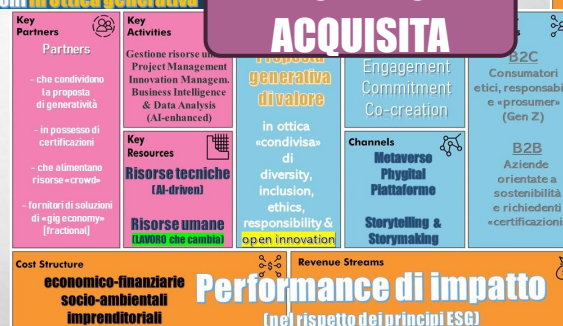 in ottica generativa
ACQUISITA
Key
Partners
Partners
- che condividono
la proposta
di generatività
- in possesso di
certificazioni
- che alimentano
risorse «crowd»
- fornitori di soluzioni
di «gig economy»
[fractional]
Key
Activities
Gestione risorse
Project Management
Innovation Managem.
Business Intelligence
& Data Analysis
(AI-enhanced)
Key
Resources
Risorse tecniche
(AI-driven)
Risorse umane
(LAVORO che cambia)
Proposta
generativa
di valore
in ottica
«condivisa»
di
diversity,
inclusion,
ethics,
responsibility &
open innovation
Engagement
Commitment
Co-creation
Channels
Metaverso
Phygital
Piattaforme
Storytelling &
Storymaking
B2C
Consumatori
etici, responsabi
e «prosumer»
(Gen Z)
B2B
Aziende
orientate a
sostenibilità
e richiedenti
«certificazioni
Cost Structure
economico-finanziarie
socio-ambientali
imprenditoriali
Revenue Streams
Performance di impatto
(nel rispetto dei principi ESG)